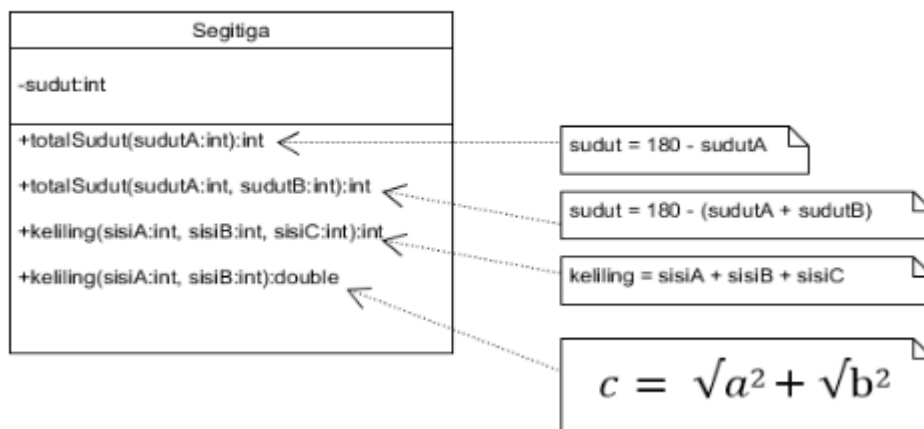 Segitiga
-sudut:int
+totalSudut(sudutA:int):int
+totalSudut(sudutA:int, sudutB:int):int
+keliling(sisiA:int, sisiB:int, sisiC:int):int
+keliling(sisiA:int, sisiB:int):double
sudut = 180 - sudutA
sudut = 180 - (sudutA + sudutB)
keliling = sisiA + sisiB + sisiC
c = √a² + √b²